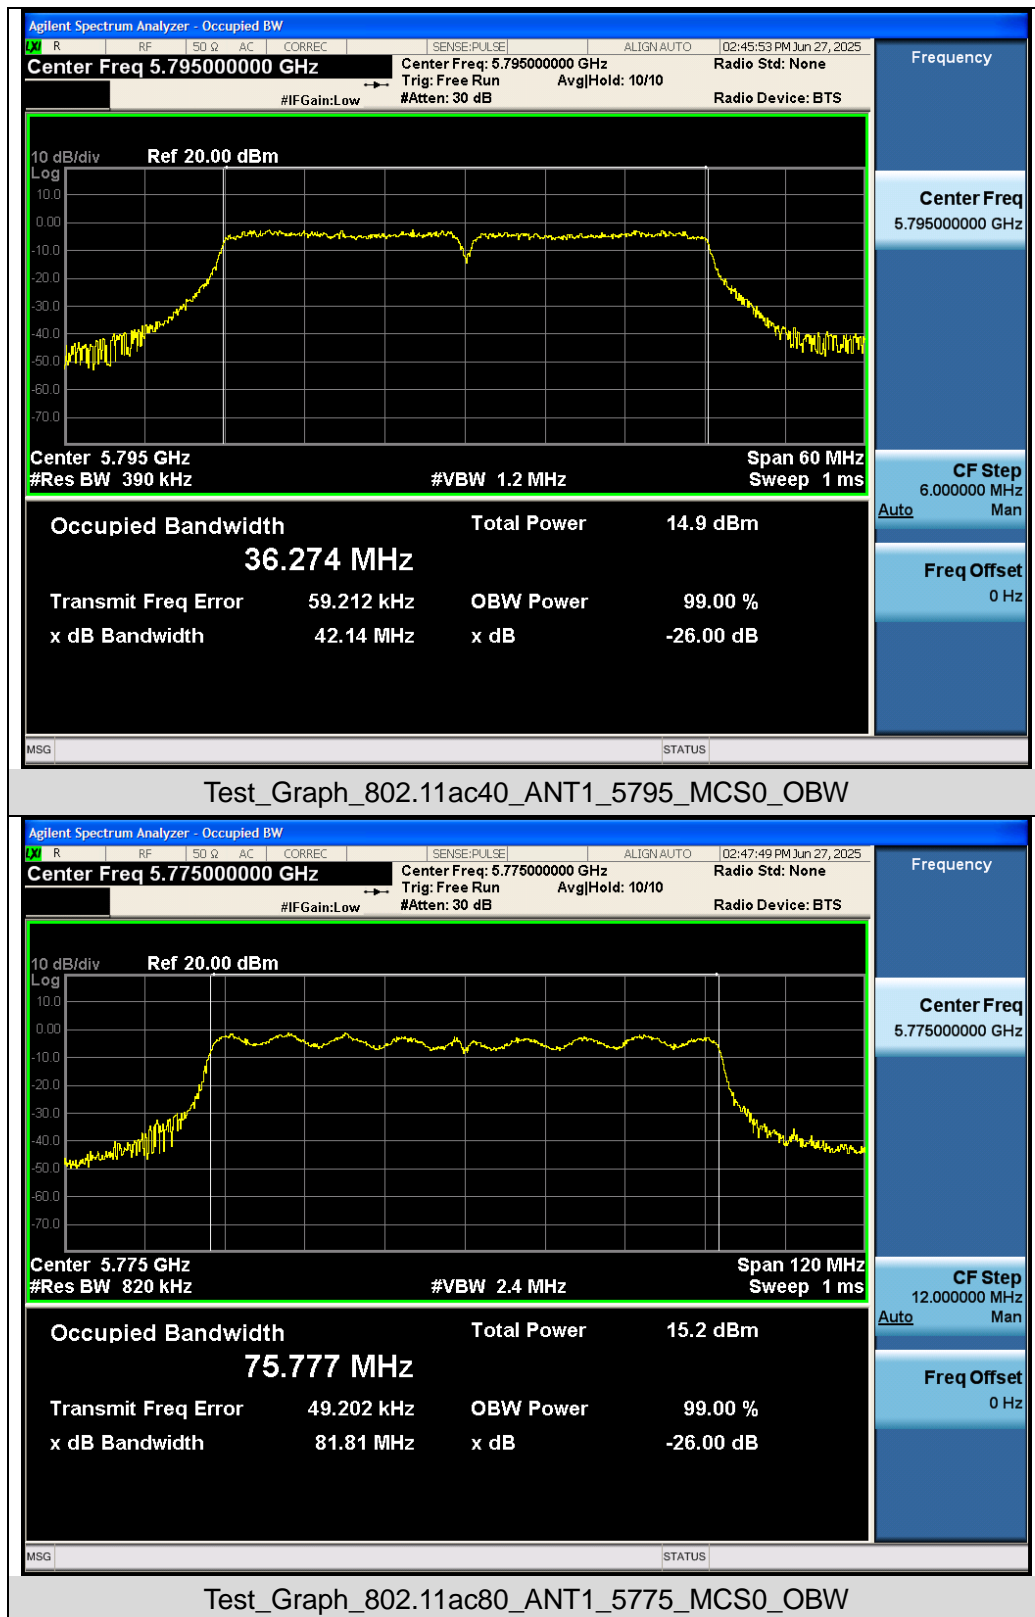 Agilent Spectrum Analyzer - Occupied BW
LXI R RF 50 Ω AC CORREC SENSE:PULSE ALIGN AUTO 02:45:53 PM Jun 27, 2025
Center Freq 5.795000000 GHz Center Freq: 5.795000000 GHz Radio Std: None
Trig: Free Run Avg|Hold: 10/10
#IFGain:Low #Atten: 30 dB Radio Device: BTS
10 dB/div Ref 20.00 dBm
Log
10.0
0.00
-10.0
-20.0
-30.0
-40.0
-50.0
-60.0
-70.0
Center 5.795 GHz Span 60 MHz
#Res BW 390 kHz #VBW 1.2 MHz Sweep 1 ms
Occupied Bandwidth Total Power 14.9 dBm
36.274 MHz
Transmit Freq Error 59.212 kHz OBW Power 99.00 %
x dB Bandwidth 42.14 MHz x dB -26.00 dB
MSG STATUS
Frequency
Center Freq
5.795000000 GHz
CF Step
6.000000 MHz
Auto Man
Freq Offset
0 Hz
Test_Graph_802.11ac40_ANT1_5795_MCS0_OBW
Agilent Spectrum Analyzer - Occupied BW
LXI R RF 50 Ω AC CORREC SENSE:PULSE ALIGN AUTO 02:47:49 PM Jun 27, 2025
Center Freq 5.775000000 GHz Center Freq: 5.775000000 GHz Radio Std: None
Trig: Free Run Avg|Hold: 10/10
#IFGain:Low #Atten: 30 dB Radio Device: BTS
10 dB/div Ref 20.00 dBm
Log
10.0
0.00
-10.0
-20.0
-30.0
-40.0
-50.0
-60.0
-70.0
Center 5.775 GHz Span 120 MHz
#Res BW 820 kHz #VBW 2.4 MHz Sweep 1 ms
Occupied Bandwidth Total Power 15.2 dBm
75.777 MHz
Transmit Freq Error 49.202 kHz OBW Power 99.00 %
x dB Bandwidth 81.81 MHz x dB -26.00 dB
MSG STATUS
Frequency
Center Freq
5.775000000 GHz
CF Step
12.000000 MHz
Auto Man
Freq Offset
0 Hz
Test_Graph_802.11ac80_ANT1_5775_MCS0_OBW